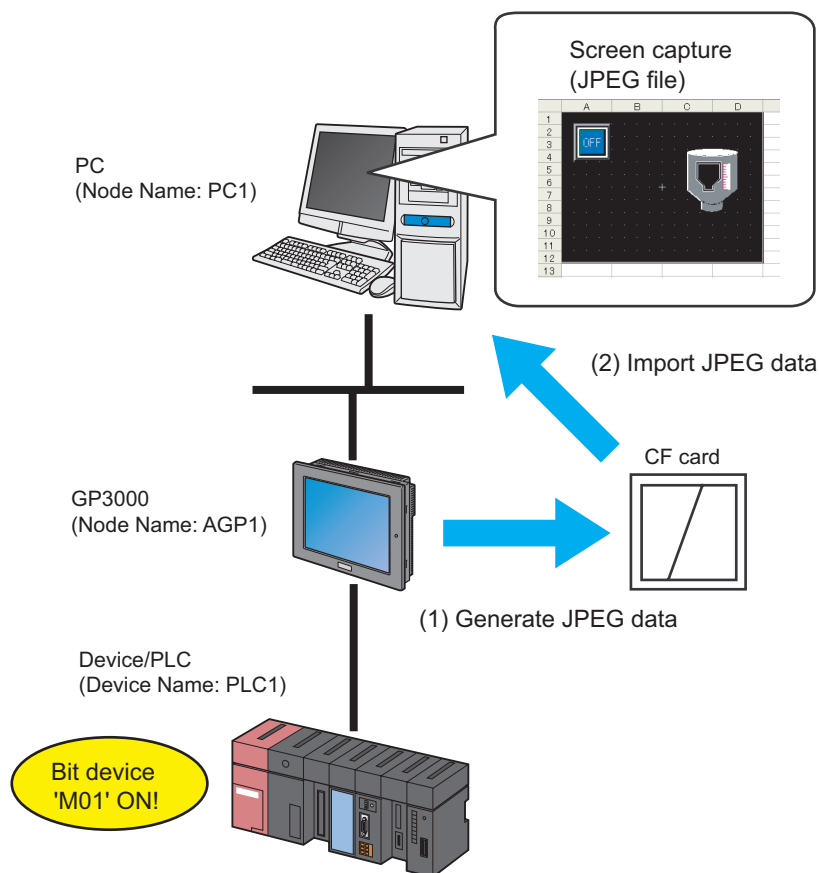 Screen capture
(JPEG file)
A B C D
1
2
3
4
5
6
7
8
9
10
11
12
13
OFF
PC
(Node Name: PC1)
(2) Import JPEG data
CF card
GP3000
(Node Name: AGP1)
(1) Generate JPEG data
Device/PLC
(Device Name: PLC1)
Bit device
'M01' ON!